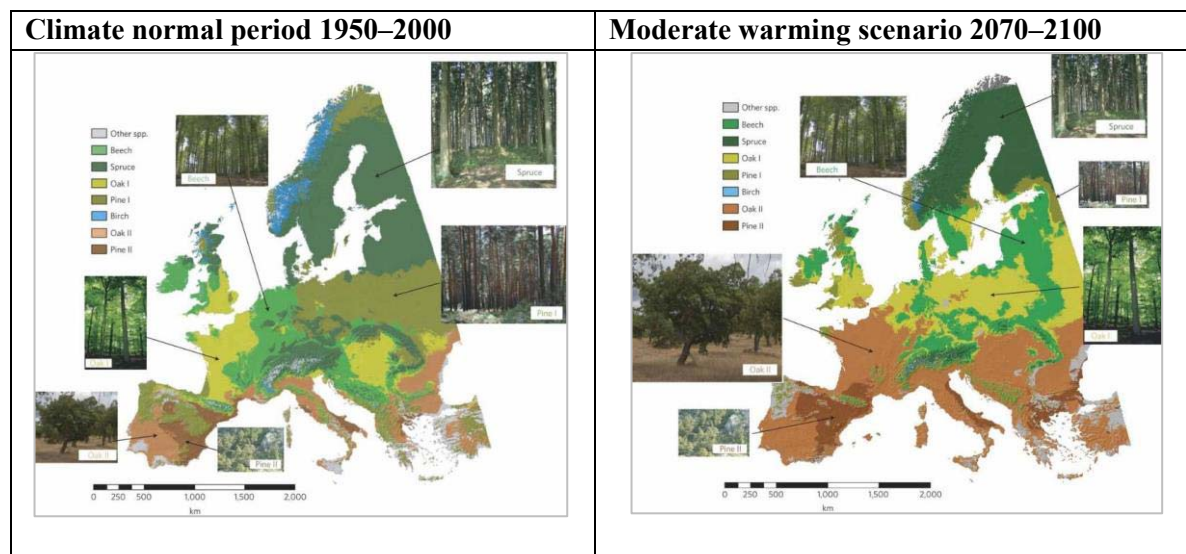 Climate normal period 1950–2000
Other spp.
Beech
Spruce
Oak I
Pine I
Birch
Oak II
Pine II
Beech
Spruce
Pine I
Oak I
Oak II
Pine II
0 250 500 1,000 1,500 2,000
km
Moderate warming scenario 2070–2100
Other spp.
Beech
Spruce
Oak I
Pine I
Birch
Oak II
Pine II
Beech
Spruce
Pine I
Oak I
Oak II
Pine II
0 250 500 1,000 1,500 2,000
km